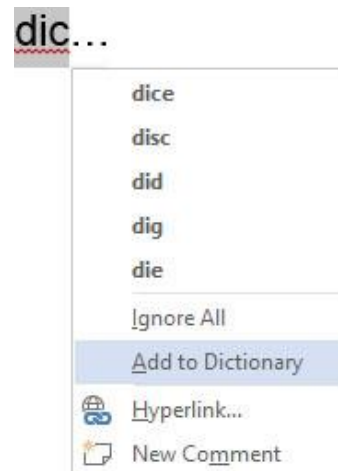 dic...
dice
disc
did
dig
die
Ignore All
Add to Dictionary
Hyperlink...
New Comment